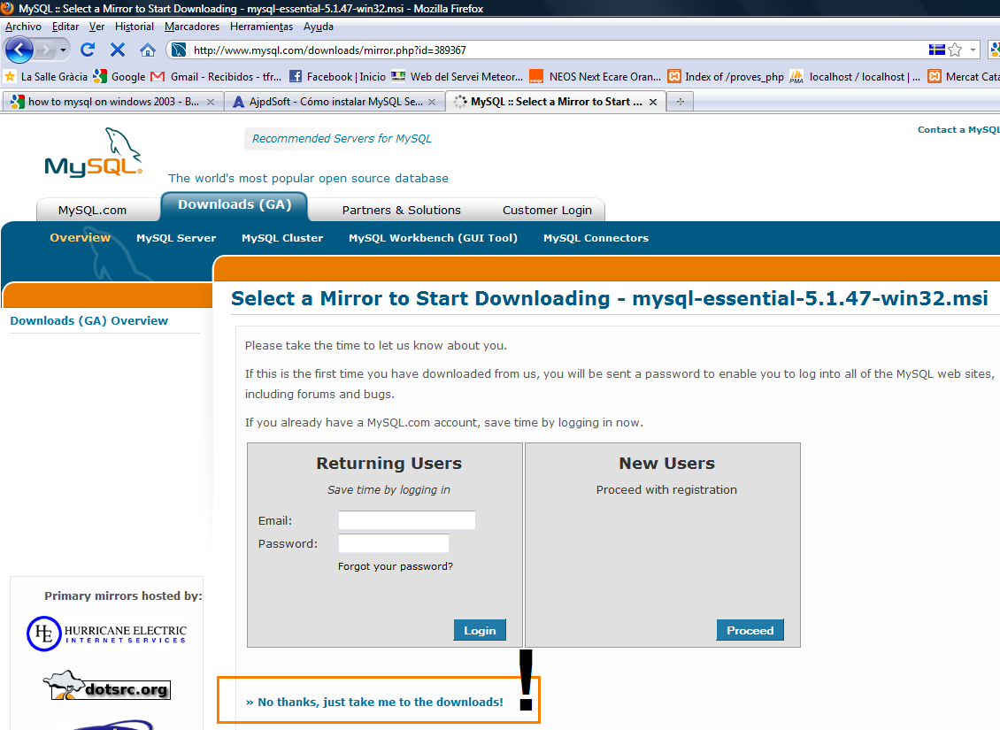 MySQL :: Select a Mirror to Start Downloading - mysql-essential-5.1.47-win32.msi - Mozilla Firefox
Archivo Editar Ver Historial Marcadores Herramientas Ayuda
http://www.mysql.com/downloads/mirror.php?id=389367
La Salle Gràcia Google Gmail - Recibidos - tfr... Facebook | Inicio Web del Servei Meteor... NEOS Next Ecare Oran... Index of /proves_php localhost / localhost | ... Mercat Cata
how to mysql on windows 2003 - B... AjpdSoft - Cómo instalar MySQL Se... MySQL :: Select a Mirror to Start ...
Contact a MySQL
Recommended Servers for MySQL
MySQL®
The world's most popular open source database
MySQL.com Downloads (GA) Partners & Solutions Customer Login
Overview MySQL Server MySQL Cluster MySQL Workbench (GUI Tool) MySQL Connectors
Select a Mirror to Start Downloading - mysql-essential-5.1.47-win32.msi
Downloads (GA) Overview
Please take the time to let us know about you.
If this is the first time you have downloaded from us, you will be sent a password to enable you to log into all of the MySQL web sites,
including forums and bugs.
If you already have a MySQL.com account, save time by logging in now.
Returning Users
Save time by logging in
Email:
Password:
Forgot your password?
Login
New Users
Proceed with registration
Proceed
Primary mirrors hosted by:
HE HURRICANE ELECTRIC
INTERNET SERVICES
dotsrc.org
» No thanks, just take me to the downloads!
!